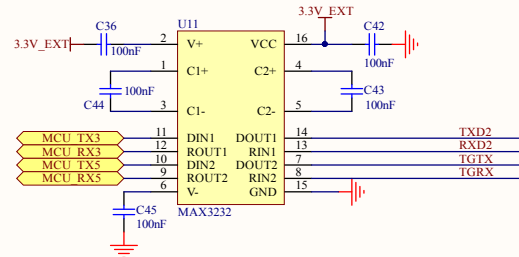 U11
3.3V_EXT
C36
100nF
3.3V_EXT
2
V+
VCC
16
C42
100nF
1
C1+
C2+
4
100nF
C44
C43
100nF
3
C1-
C2-
5
MCU_TX3
11
DIN1
DOUT1
14
TXD2
MCU_RX3
12
ROUT1
RIN1
13
RXD2
MCU_TX5
10
DIN2
DOUT2
7
TGTX
MCU_RX5
9
ROUT2
RIN2
8
TGRX
6
V-
GND
15
C45
100nF
MAX3232